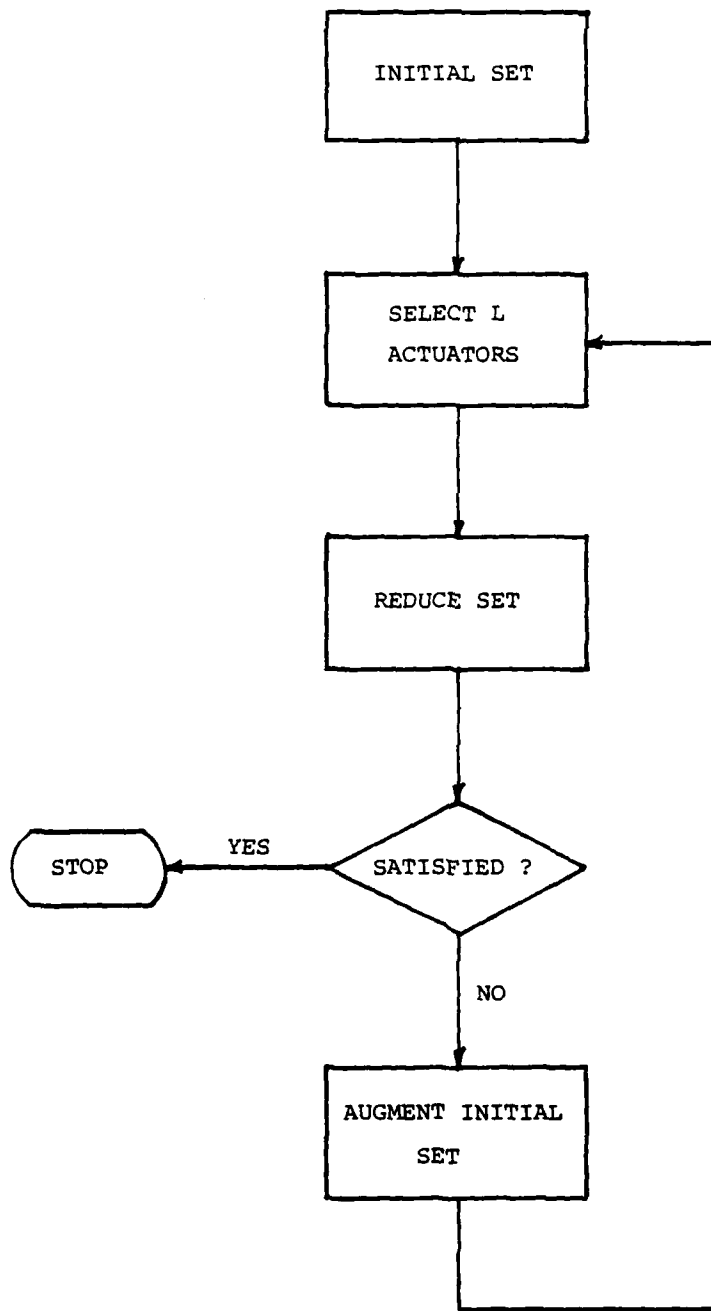 INITIAL SET
SELECT L
ACTUATORS
REDUCE SET
SATISFIED ?
YES
STOP
NO
AUGMENT INITIAL
SET